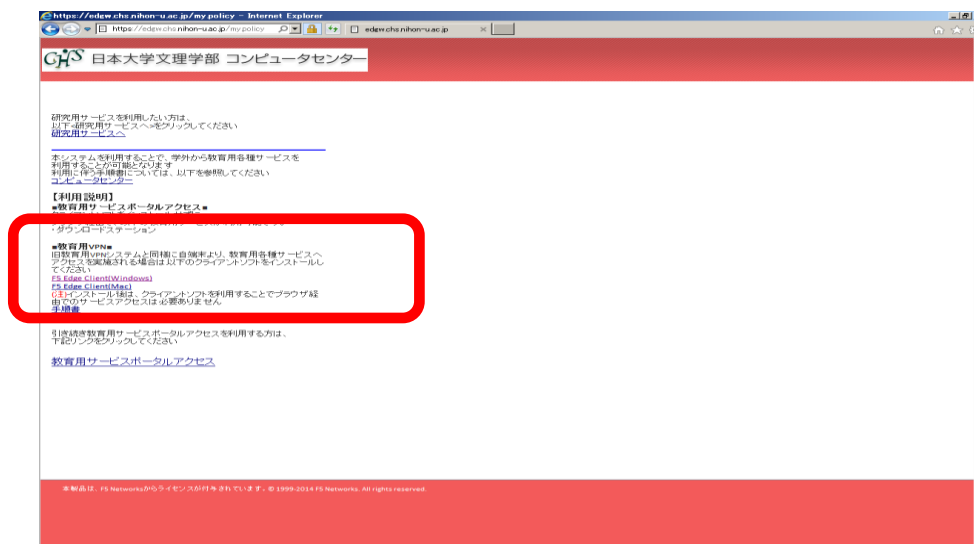 https://edgw.chs.nihon-u.ac.jp/my.policy - Internet Explorer
https://edgw.chs.nihon-u.ac.jp/my.policy
edgw.chs.nihon-u.ac.jp
CHS 日本大学文理学部 コンピュータセンター
研究用サービスを利用したい方は、
以下<研究用サービスへ>をクリックしてください
研究用サービスへ
本システムを利用することで、学外から教育用各種サービスを
利用することが可能となります
利用に伴う手順書については、以下を参照してください
コンピュータセンター
【利用説明】
■教育用サービスポータルアクセス■
・ダウンロードステーション
■教育用VPN■
旧教育用VPNシステムと同様に自端末より、教育用各種サービスへ
アクセスを実施される場合は以下のクライアントソフトをインストールし
てください
F5 Edge Client(Windows)
F5 Edge Client(Mac)
(注)インストール後は、クライアントソフトを利用することでブラウザ経
由でのサービスアクセスは必要ありません
手順書
引き続き教育用サービスポータルアクセスを利用する方は、
下記リンクをクリックしてください
教育用サービスポータルアクセス
本製品は、F5 Networksからライセンスが付与されています。© 1999-2014 F5 Networks. All rights reserved.